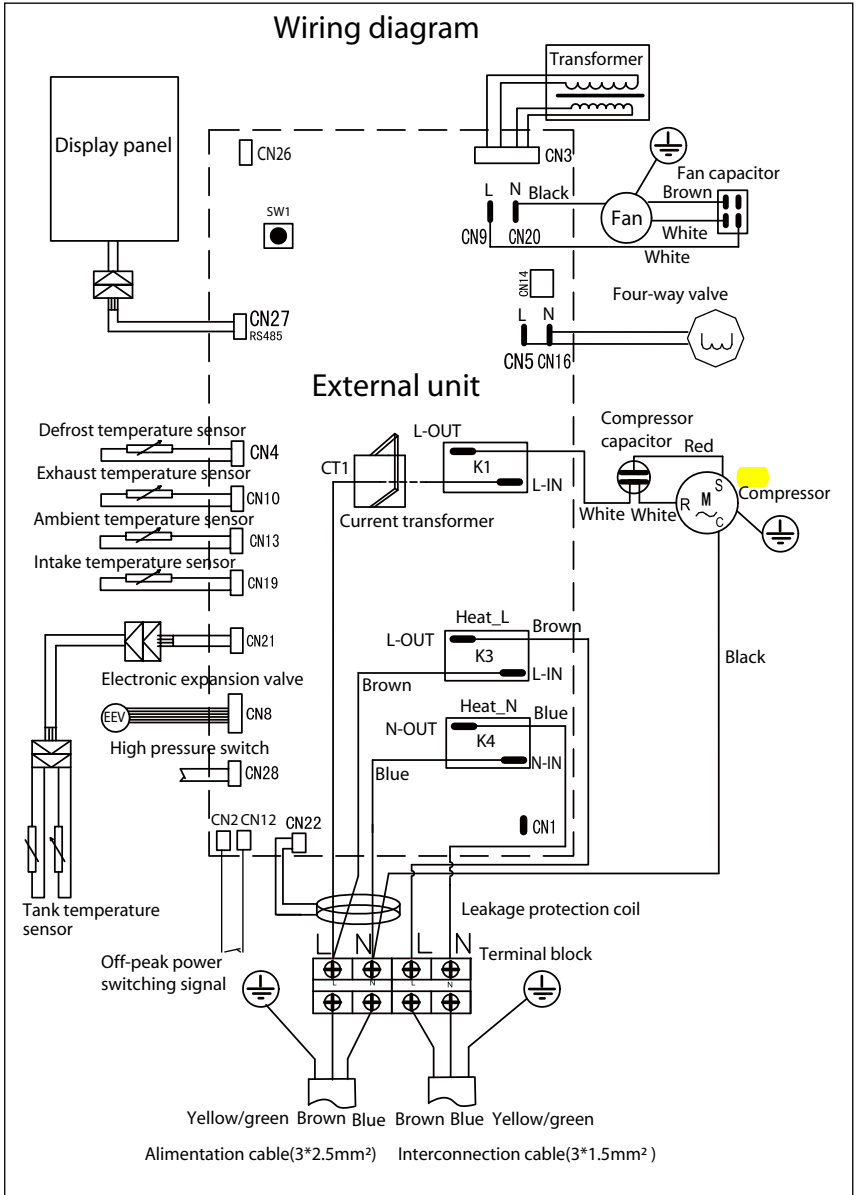 Wiring diagram
Transformer
Display panel
CN26
CN3
SW1
L N
Black
Fan
Fan capacitor
Brown
White
White
CN9 CN20
CN14
Four-way valve
CN27
RS485
L N
CN5 CN16
External unit
Defrost temperature sensor
CN4
Exhaust temperature sensor
CN10
Ambient temperature sensor
CN13
Intake temperature sensor
CN19
L-OUT
CT1
K1
L-IN
Current transformer
Compressor
capacitor
Red
White White
R M S
C
Compressor
CN21
Electronic expansion valve
EEV
CN8
High pressure switch
CN28
Heat_L
Brown
L-OUT
K3
L-IN
Brown
Heat_N
Blue
N-OUT
K4
N-IN
Blue
Black
CN1
CN2 CN12
CN22
Tank temperature
sensor
Off-peak power
switching signal
Leakage protection coil
L N L N
Terminal block
L N L N
Yellow/green Brown Blue Brown Blue Yellow/green
Alimentation cable(3*2.5mm²) Interconnection cable(3*1.5mm² )